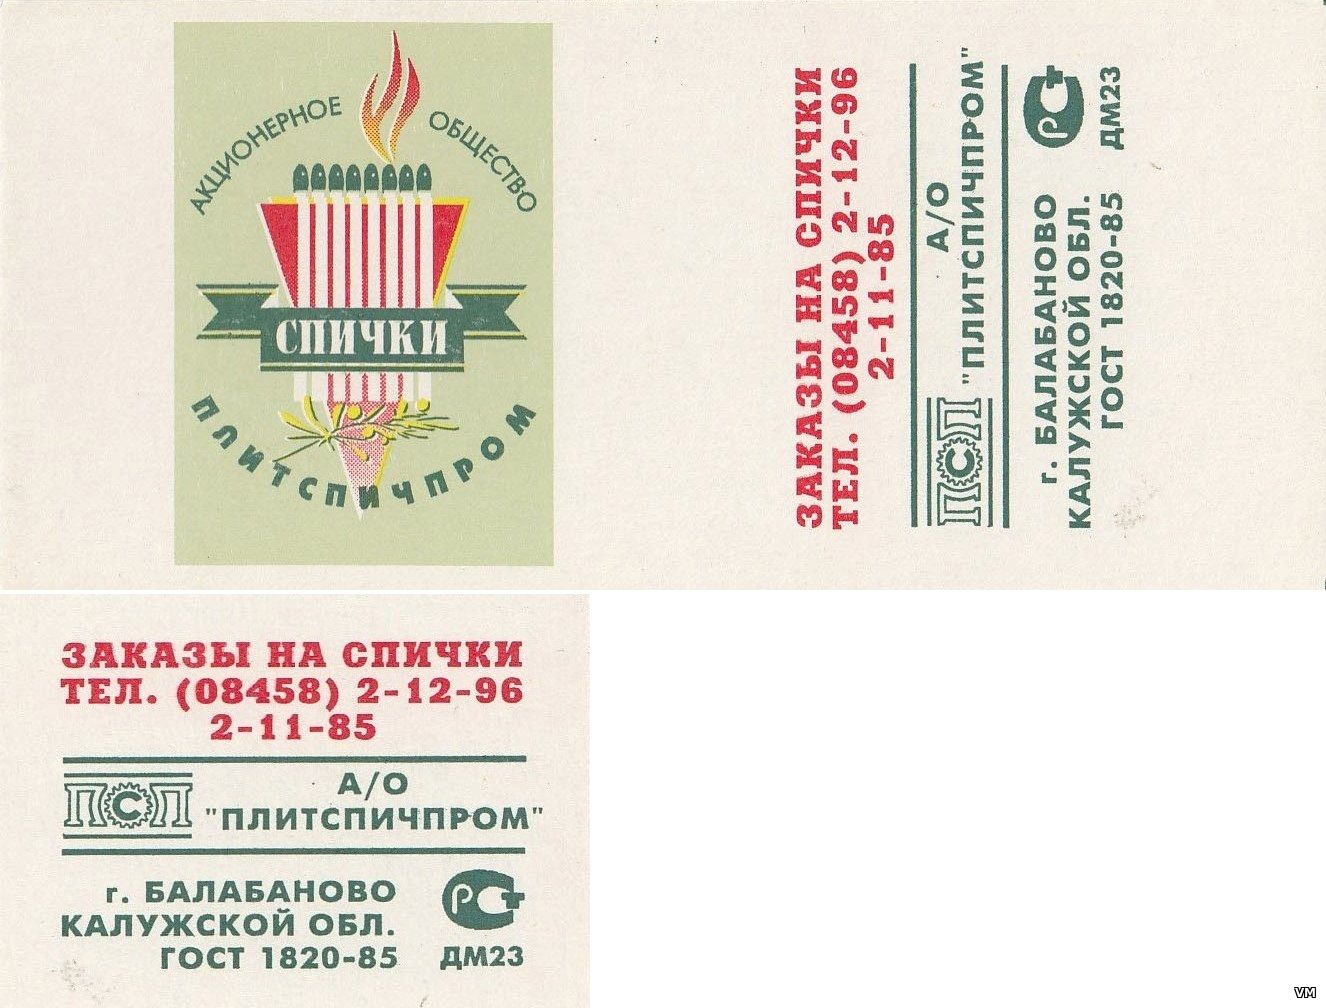 АКЦИОНЕРНОЕ ОБЩЕСТВО
СПИЧКИ
ПЛИТСПИЧПРОМ
ЗАКАЗЫ НА СПИЧКИ
ТЕЛ. (08458) 2-12-96
2-11-85
ПСП
А/О
"ПЛИТСПИЧПРОМ"
г. БАЛАБАНОВО
КАЛУЖСКОЙ ОБЛ.
ГОСТ 1820-85
РСТ
ДМ23
ЗАКАЗЫ НА СПИЧКИ
ТЕЛ. (08458) 2-12-96
2-11-85
ПСП
А/О
"ПЛИТСПИЧПРОМ"
г. БАЛАБАНОВО
КАЛУЖСКОЙ ОБЛ.
ГОСТ 1820-85
РСТ
ДМ23
VM